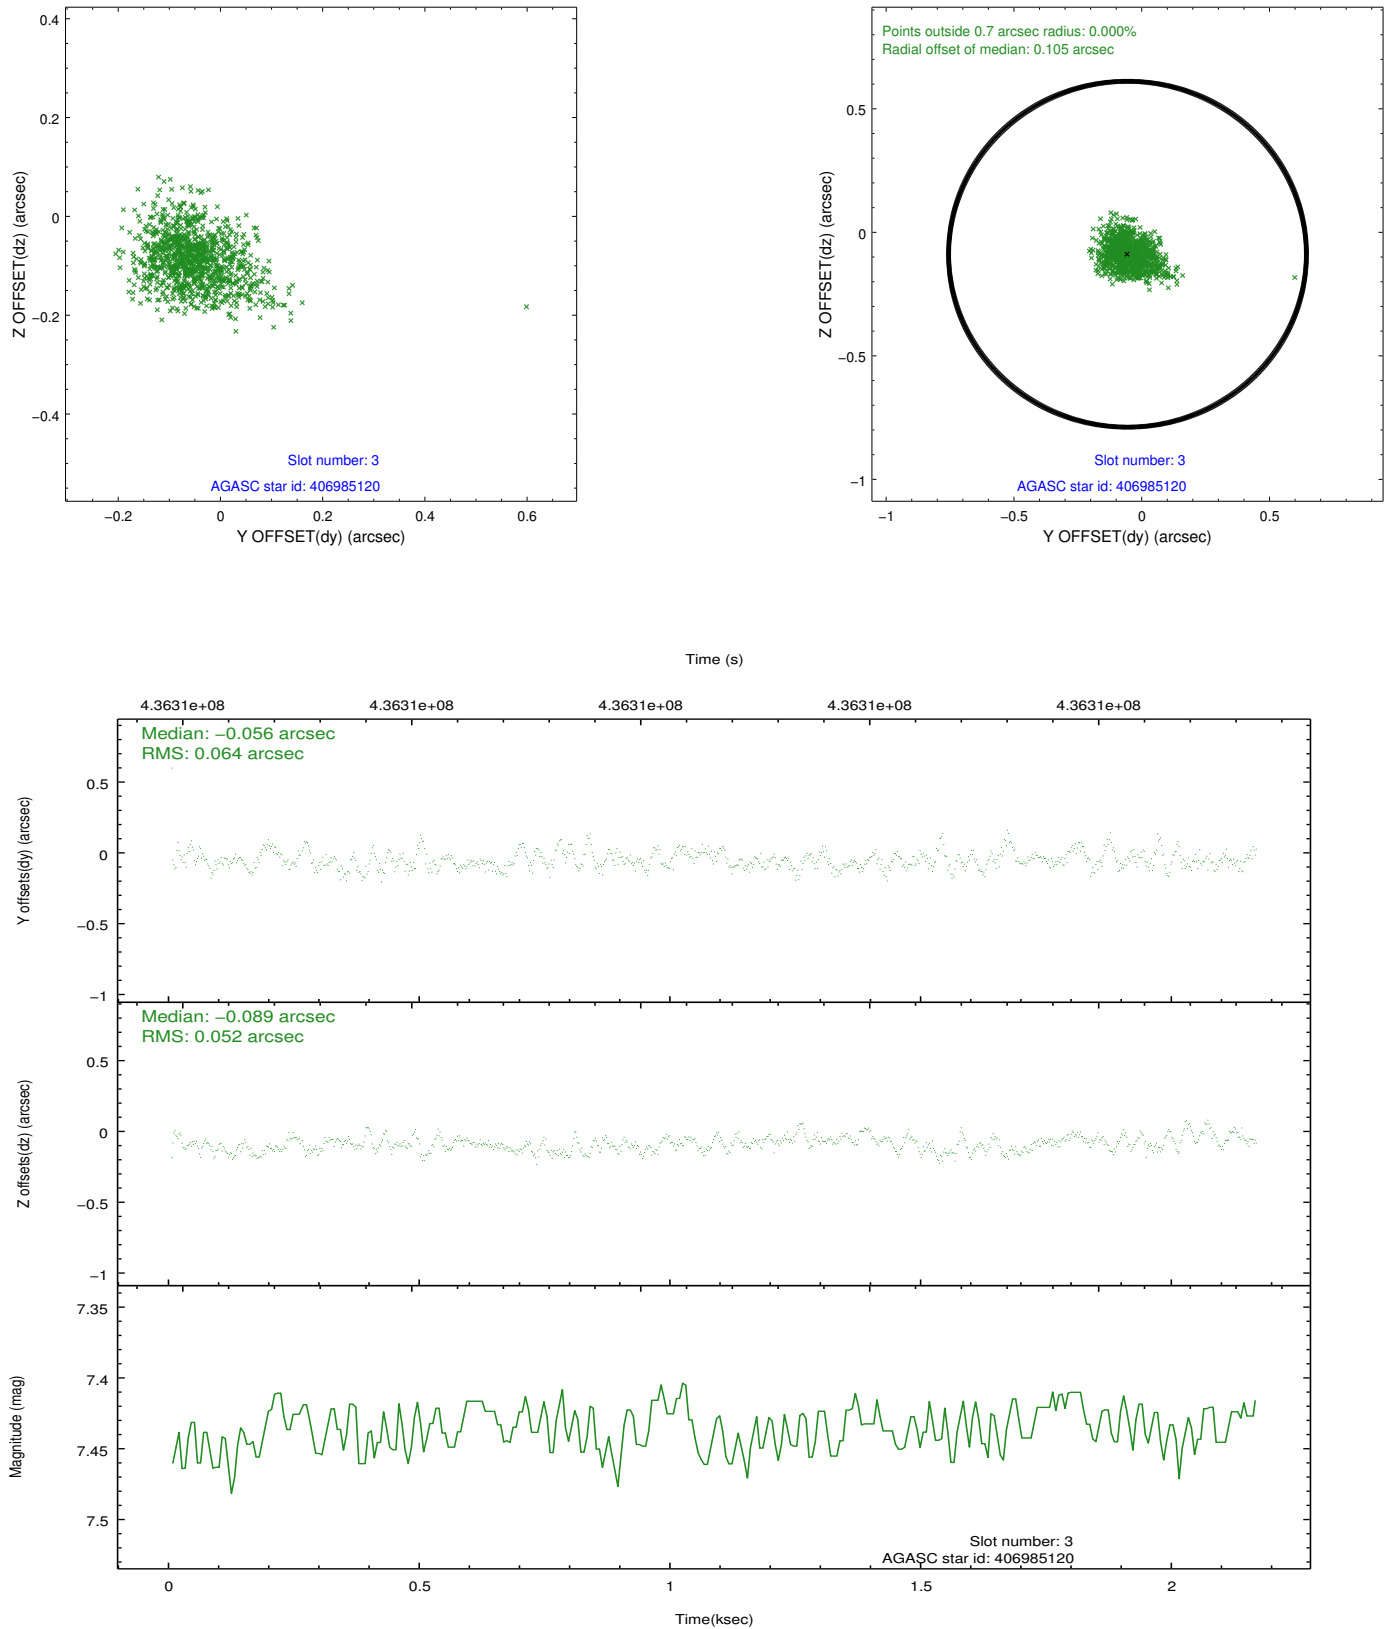 0.4
0.2
0
−0.2
−0.4
Z OFFSET(dz) (arcsec)
Slot number: 3
AGASC star id: 406985120
−0.2 0 0.2 0.4 0.6
Y OFFSET(dy) (arcsec)
Points outside 0.7 arcsec radius: 0.000%
Radial offset of median: 0.105 arcsec
0.5
0
−0.5
−1
Z OFFSET(dz) (arcsec)
Slot number: 3
AGASC star id: 406985120
−1 −0.5 0 0.5
Y OFFSET(dy) (arcsec)
Time (s)
4.3631e+08 4.3631e+08 4.3631e+08 4.3631e+08 4.3631e+08
Median: −0.056 arcsec
RMS: 0.064 arcsec
0.5
0
−0.5
−1
Y offsets(dy) (arcsec)
Median: −0.089 arcsec
RMS: 0.052 arcsec
0.5
0
−0.5
−1
Z offsets(dz) (arcsec)
7.35
7.4
7.45
7.5
Magnitude (mag)
Slot number: 3
AGASC star id: 406985120
0 0.5 1 1.5 2
Time(ksec)